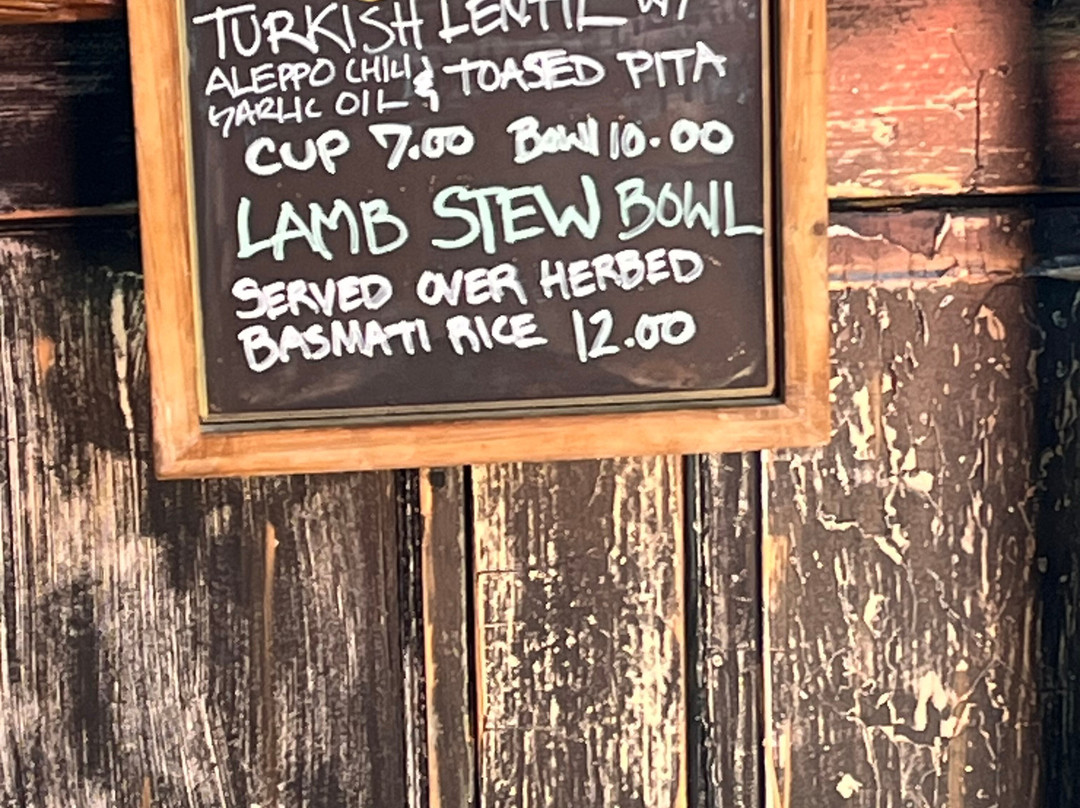 TURKISH LENTIL W/
ALEPPO CHILI & TOASED PITA
GARLIC OIL
CUP 7.00 Bowl 10.00
LAMB STEW BOWL
SERVED OVER HERBED
BASMATI RICE 12.00